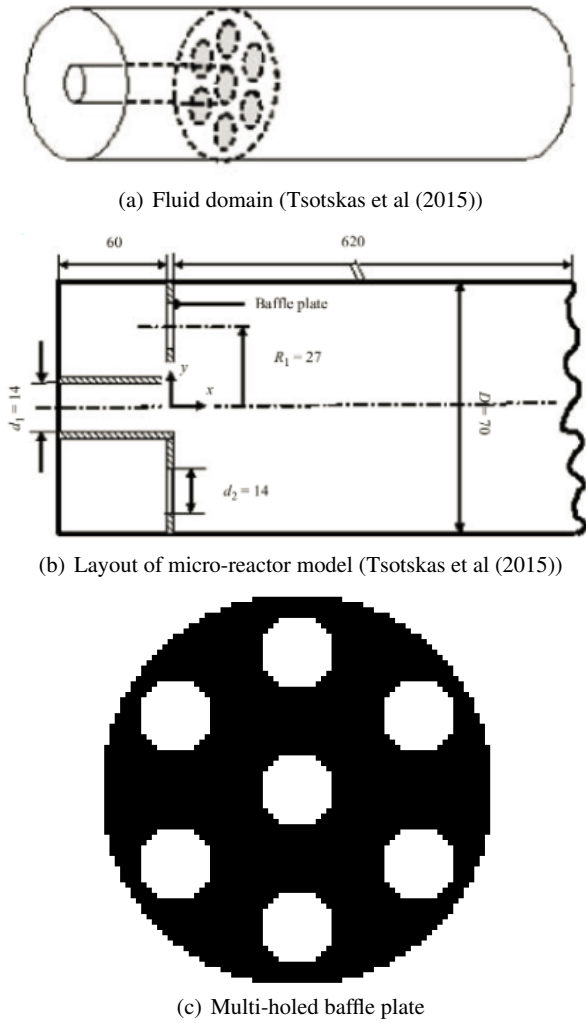 (a) Fluid domain (Tsotskas et al (2015))
60
620
Baffle plate
R₁ = 27
y
x
d₁ = 14
D = 70
d₂ = 14
(b) Layout of micro-reactor model (Tsotskas et al (2015))
(c) Multi-holed baffle plate